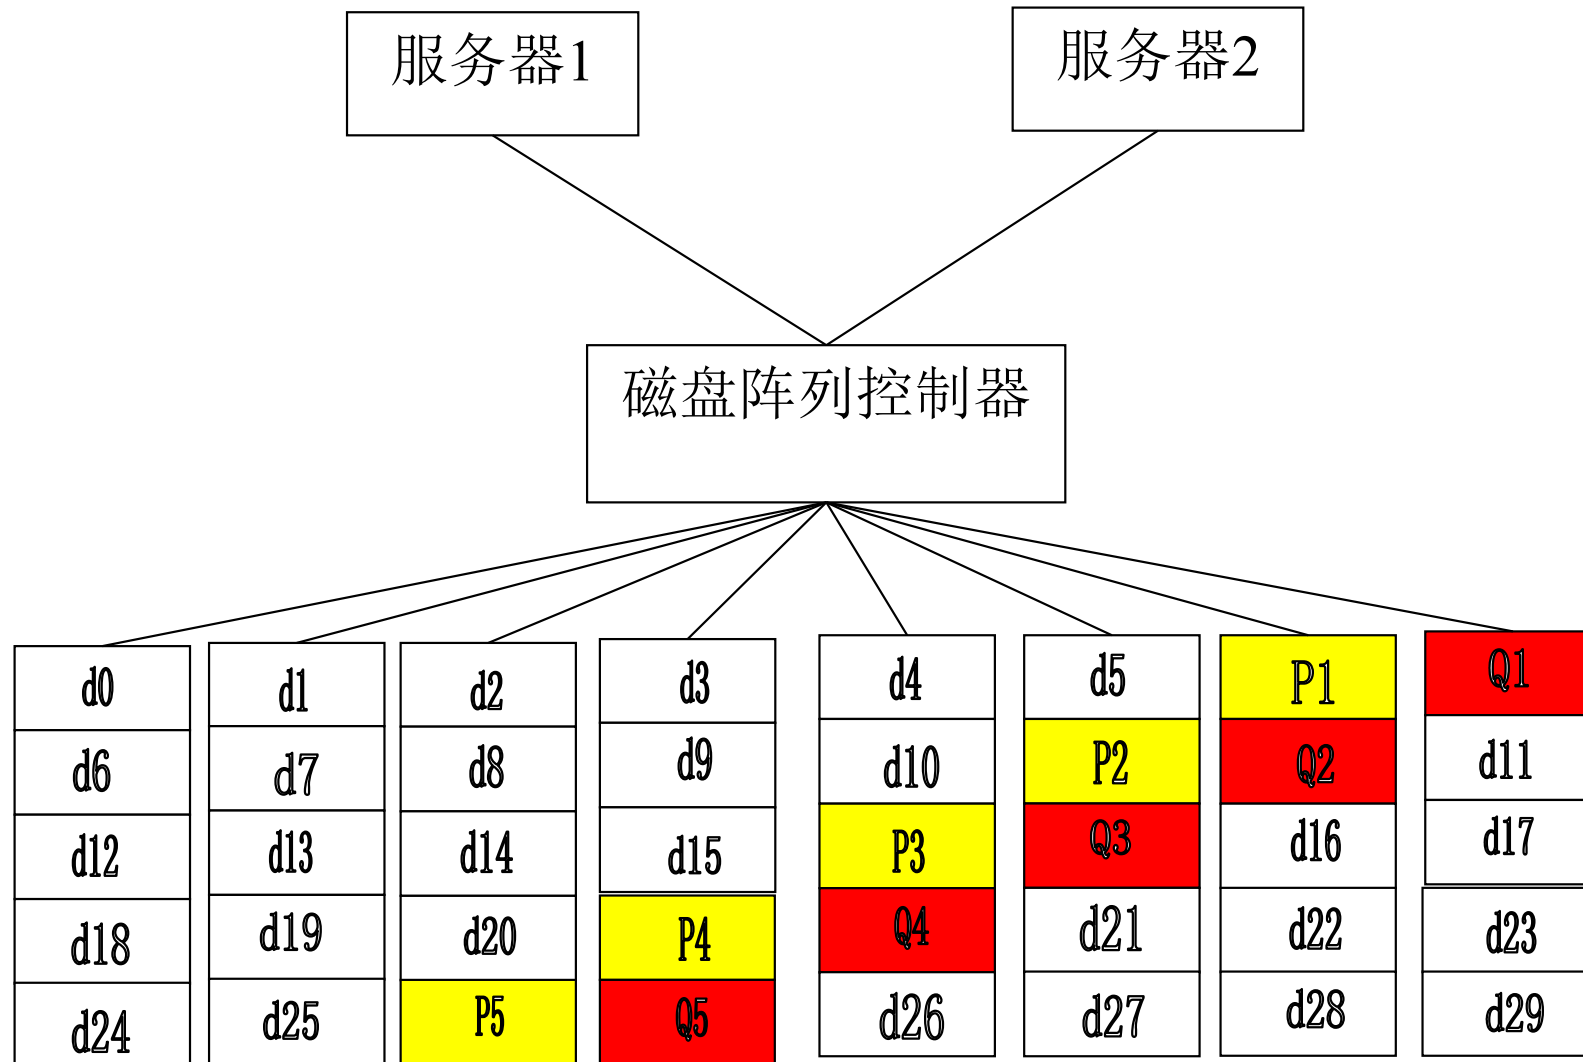 服务器1
服务器2
磁盘阵列控制器
d0 d1 d2 d3 d4 d5 P1 Q1
d6 d7 d8 d9 d10 P2 Q2 d11
d12 d13 d14 d15 P3 Q3 d16 d17
d18 d19 d20 P4 Q4 d21 d22 d23
d24 d25 P5 Q5 d26 d27 d28 d29